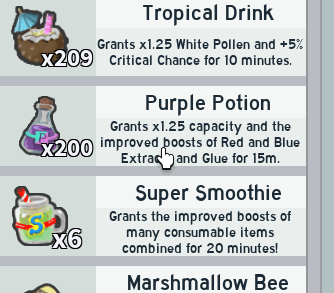 Tropical Drink
Grants x1.25 White Pollen and +5%
Critical Chance for 10 minutes.
x209
Purple Potion
Grants x1.25 capacity and the
improved boosts of Red and Blue
Extract and Glue for 15m.
P
x200
Super Smoothie
Grants the improved boosts of
many consumable items
combined for 20 minutes!
S
x6
Marshmallow Bee